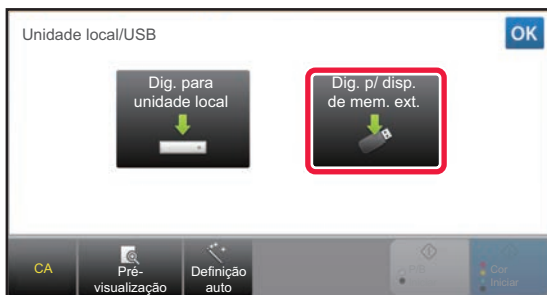 Unidade local/USB
OK
Dig. para
unidade local
Dig. p/ disp.
de mem. ext.
CA
Pré-
visualização
Definição
auto
P/B
Cor
Iniciar